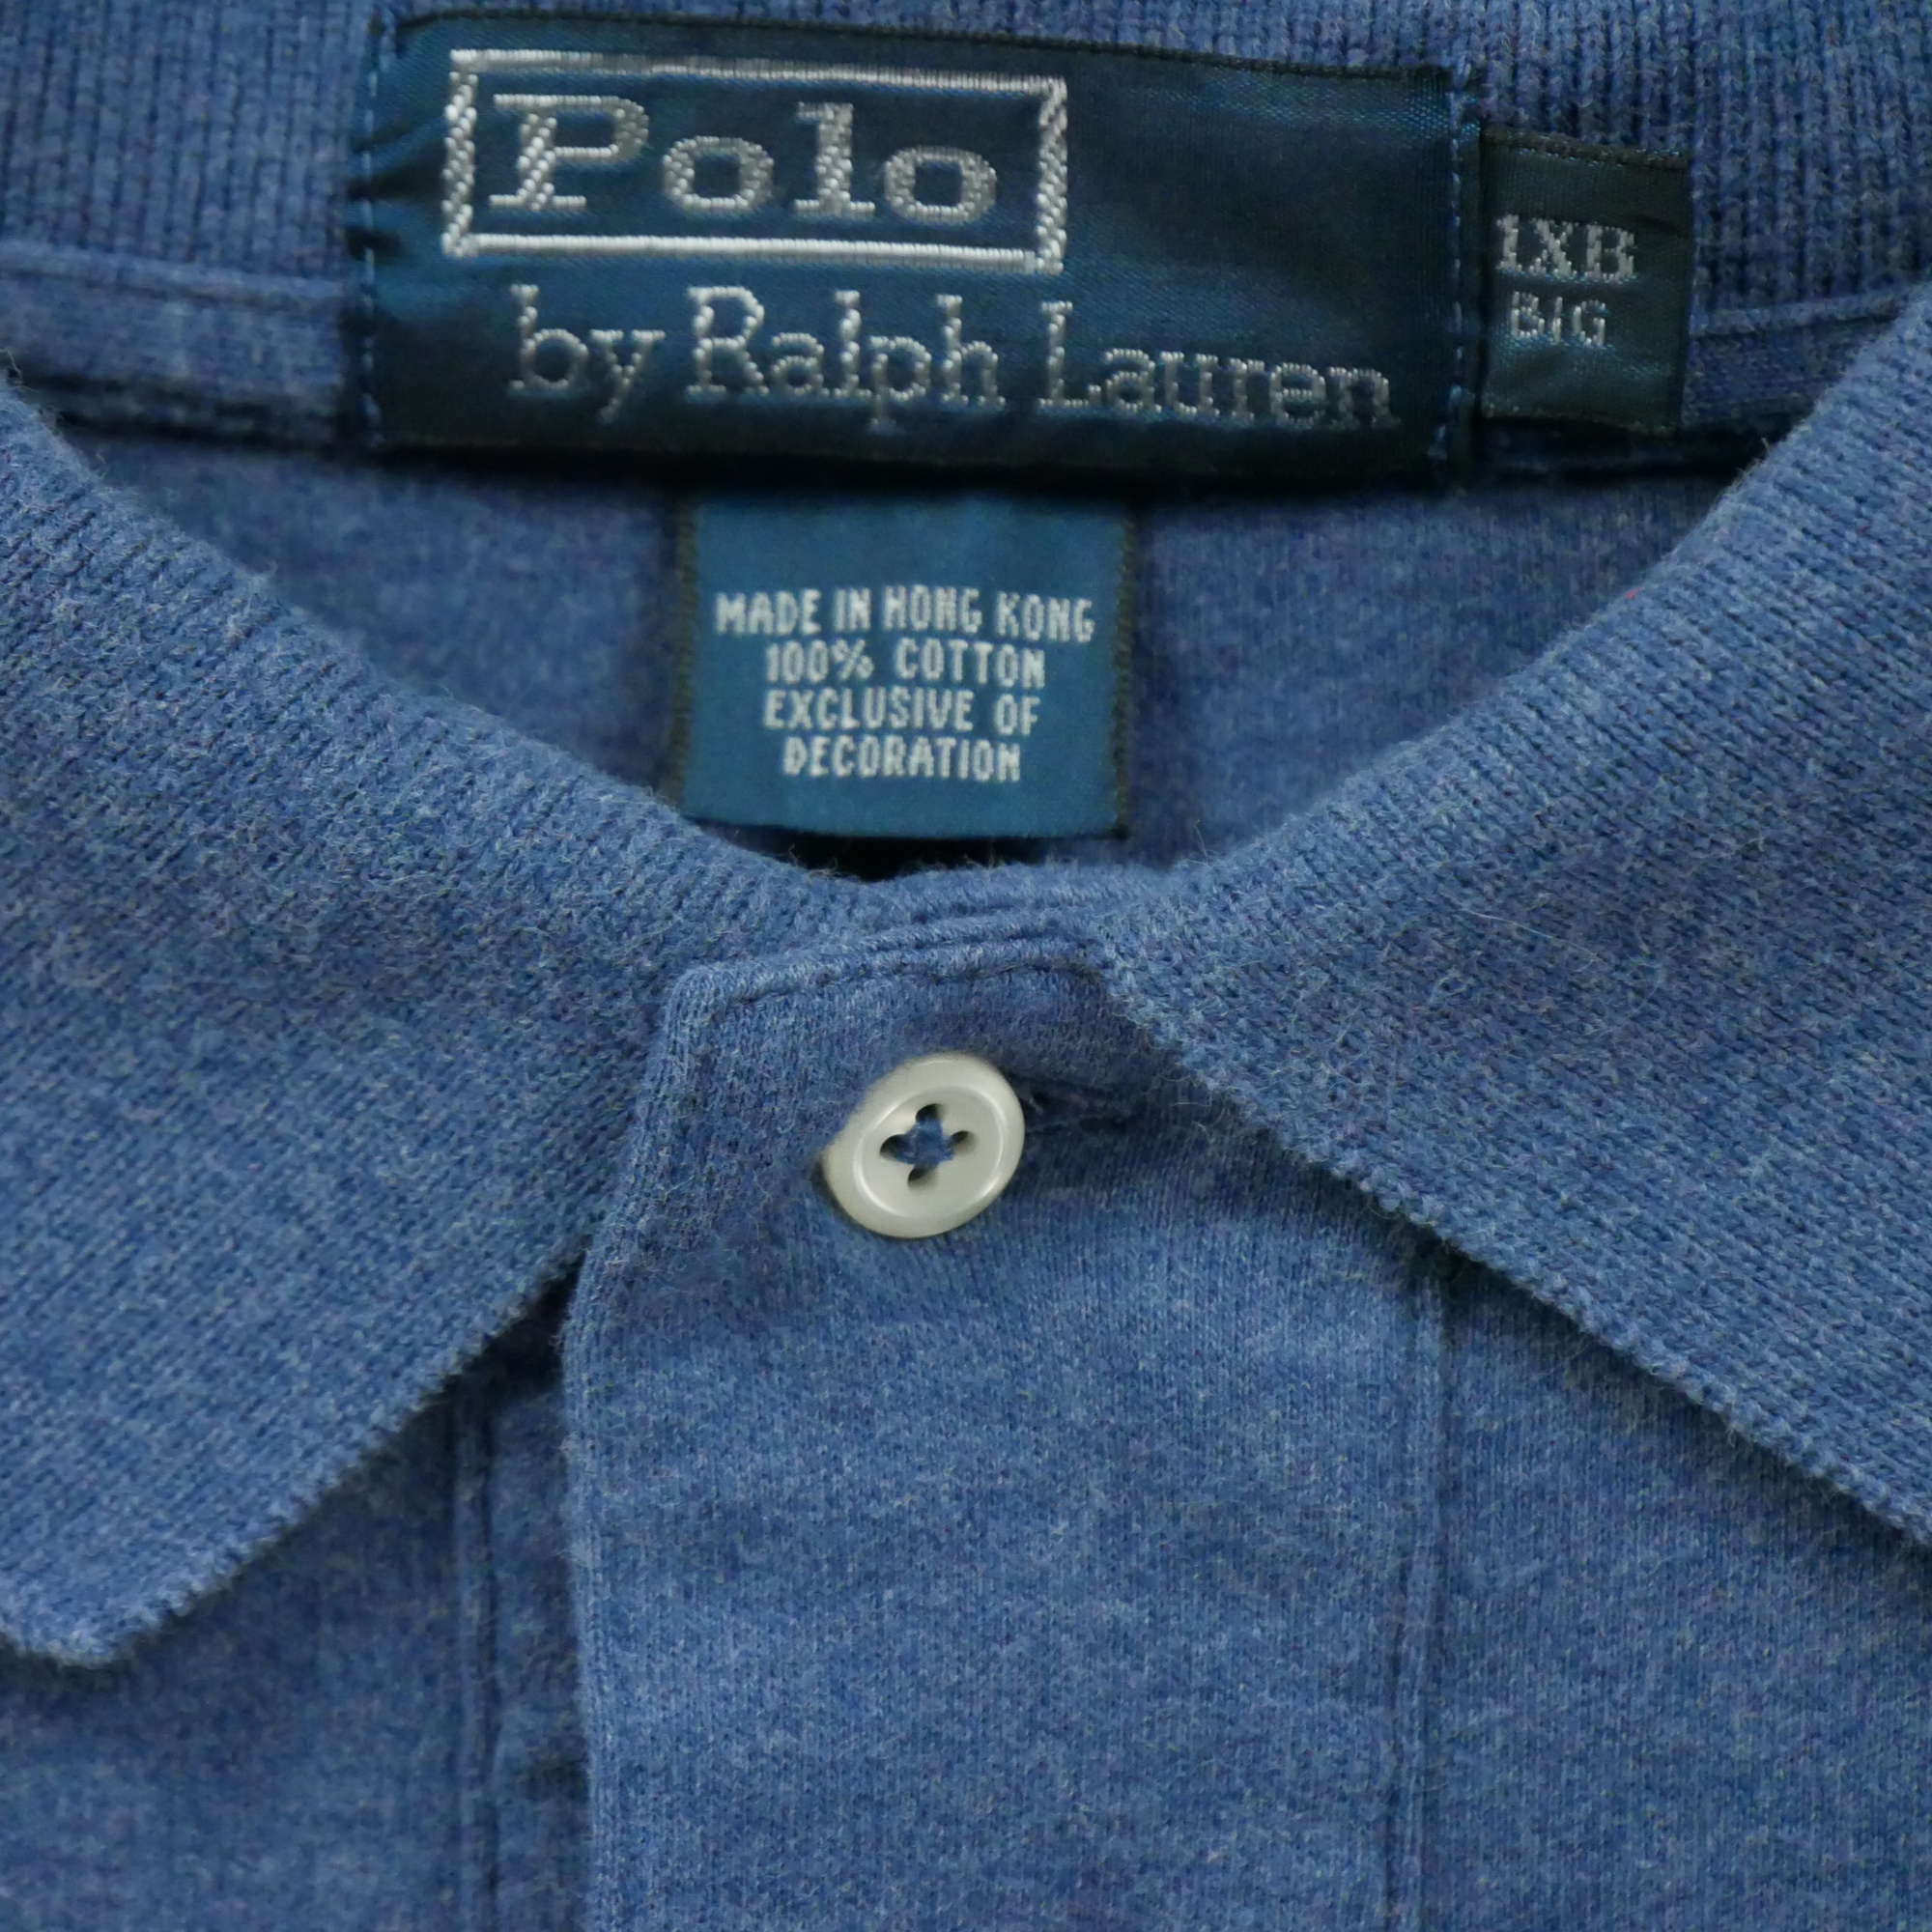 Polo
by Ralph Lauren
1XB
BIG
MADE IN HONG KONG
100% COTTON
EXCLUSIVE OF
DECORATION